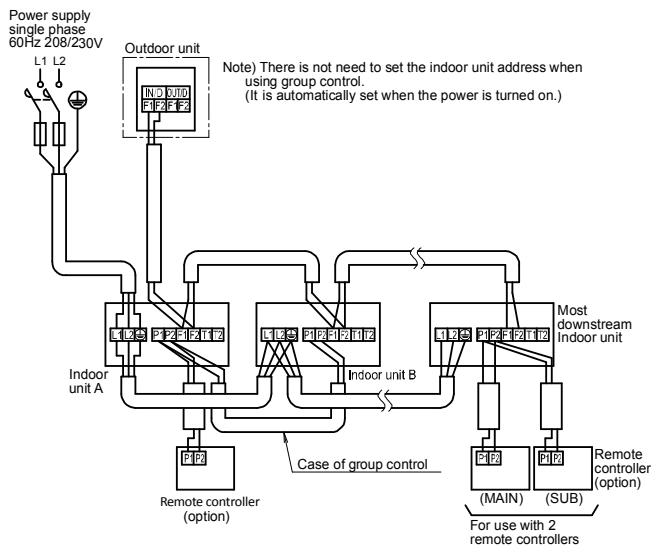 Power supply
single phase
60Hz 208/230V
L1 L2
Outdoor unit
IN/D OUT/D
F1 F2 F1 F2
Note) There is not need to set the indoor unit address when
using group control.
(It is automatically set when the power is turned on.)
L1 L2 P1 P2 F1 F2 T1 T2
L1 L2 P1 P2 F1 F2 T1 T2
L1 L2 P1 P2 F1 F2 T1 T2
Most
downstream
Indoor unit
Indoor
unit A
Indoor unit B
P1 P2
Remote controller
(option)
Case of group control
P1 P2
(MAIN)
P1 P2
(SUB)
Remote
controller
(option)
For use with 2
remote controllers